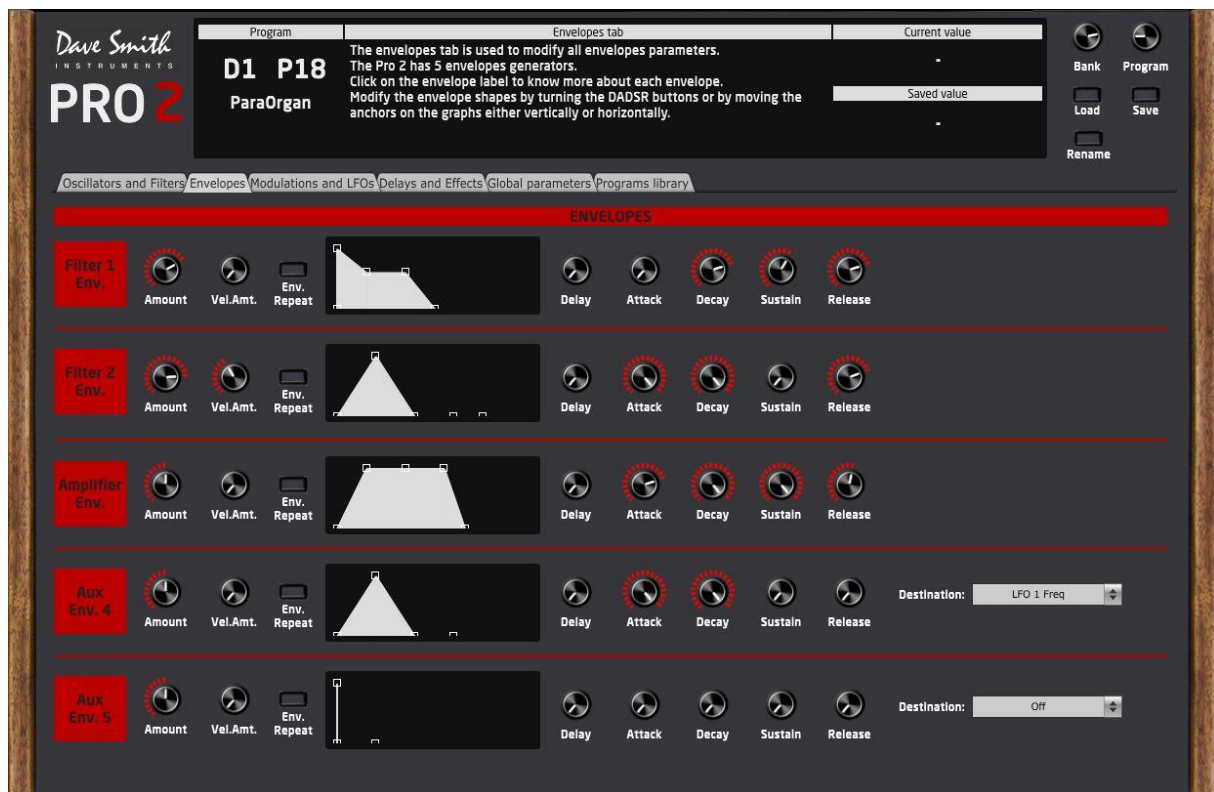 Dave Smith
INSTRUMENTS
PRO 2
Program
D1 P18
ParaOrgan
Envelopes tab
The envelopes tab is used to modify all envelopes parameters.
The Pro 2 has 5 envelopes generators.
Click on the envelope label to know more about each envelope.
Modify the envelope shapes by turning the DADSR buttons or by moving the
anchors on the graphs either vertically or horizontally.
Current value
-
Saved value
-
Bank Program
Load Save
Rename
Oscillators and Filters Envelopes Modulations and LFOs Delays and Effects Global parameters Programs library
ENVELOPES
Filter 1
Env.
Amount Vel.Amt. Env.
Repeat
Delay Attack Decay Sustain Release
Filter 2
Env.
Amount Vel.Amt. Env.
Repeat
Delay Attack Decay Sustain Release
Amplifier
Env.
Amount Vel.Amt. Env.
Repeat
Delay Attack Decay Sustain Release
Aux
Env. 4
Amount Vel.Amt. Env.
Repeat
Delay Attack Decay Sustain Release
Destination: LFO 1 Freq
Aux
Env. 5
Amount Vel.Amt. Env.
Repeat
Delay Attack Decay Sustain Release
Destination: Off